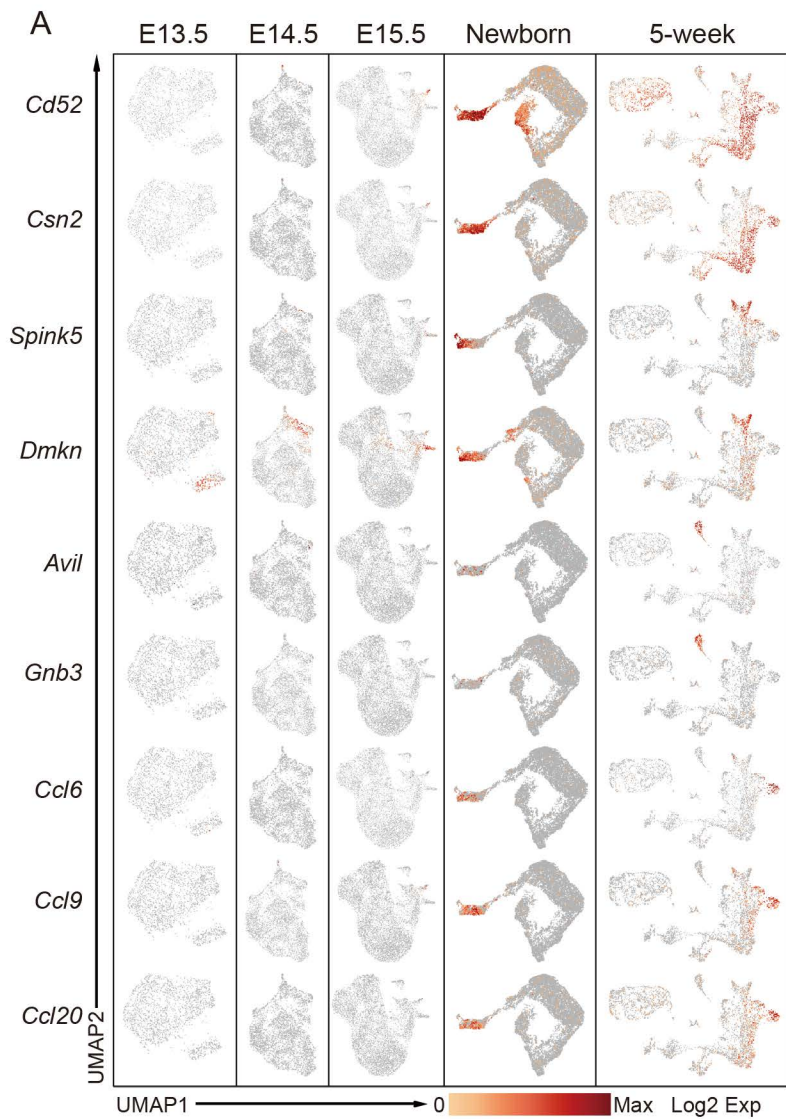 A
E13.5 E14.5 E15.5 Newborn 5-week
Cd52
Csn2
Spink5
Dmkn
Avil
Gnb3
Ccl6
Ccl9
Ccl20
UMAP2
UMAP1 0 Max Log2 Exp